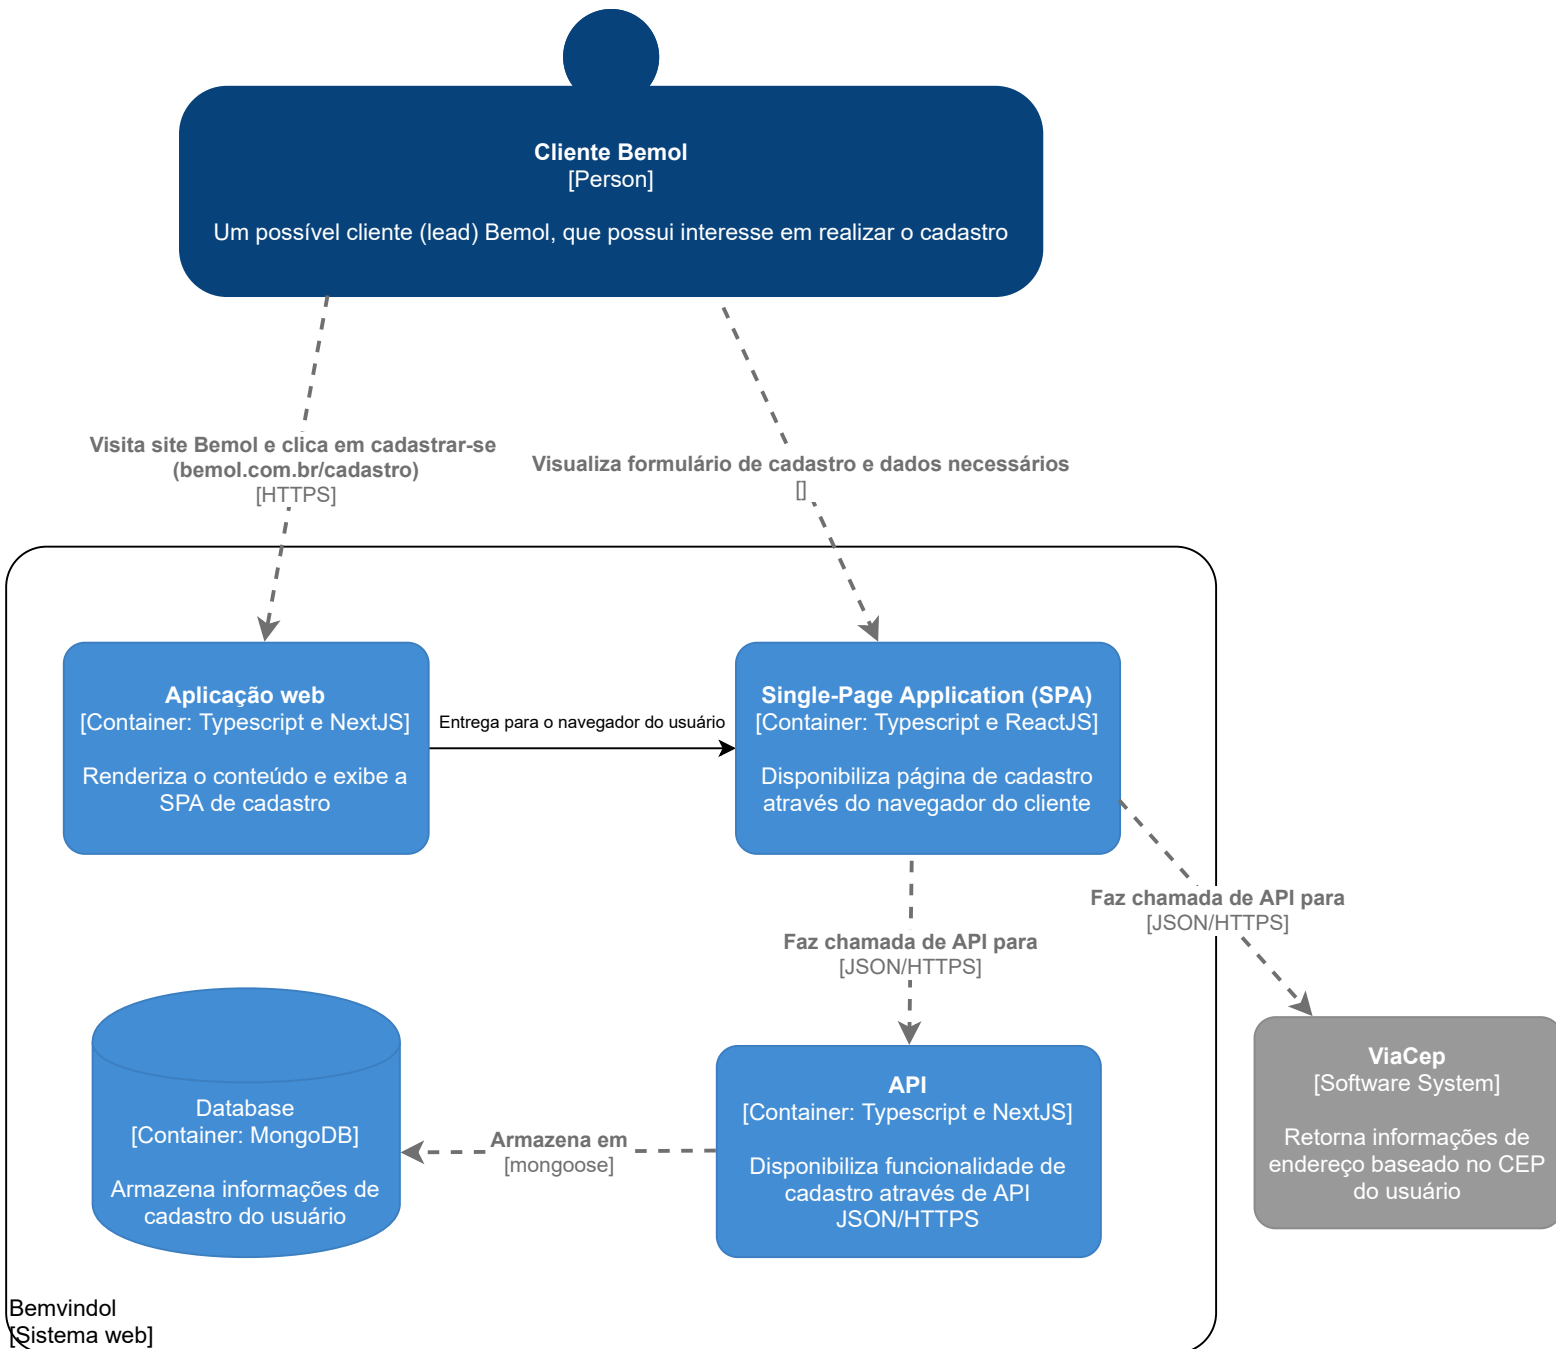 Cliente Bemol
[Person]
Um possível cliente (lead) Bemol, que possui interesse em realizar o cadastro
Visita site Bemol e clica em cadastrar-se
(bemol.com.br/cadastro)
[HTTPS]
Visualiza formulário de cadastro e dados necessários
[]
Aplicação web
[Container: Typescript e NextJS]
Renderiza o conteúdo e exibe a
SPA de cadastro
Entrega para o navegador do usuário
Single-Page Application (SPA)
[Container: Typescript e ReactJS]
Disponibiliza página de cadastro
através do navegador do cliente
Faz chamada de API para
[JSON/HTTPS]
Faz chamada de API para
[JSON/HTTPS]
Database
[Container: MongoDB]
Armazena informações de
cadastro do usuário
Armazena em
[mongoose]
API
[Container: Typescript e NextJS]
Disponibiliza funcionalidade de
cadastro através de API
JSON/HTTPS
ViaCep
[Software System]
Retorna informações de
endereço baseado no CEP
do usuário
Bemvindol
[Sistema web]